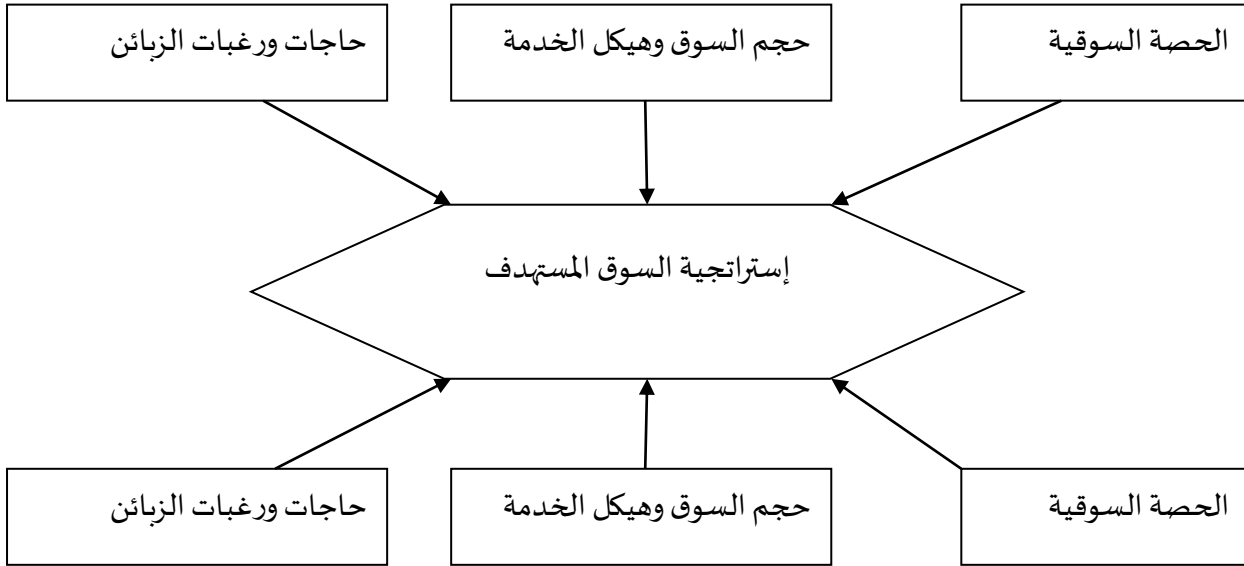 الحصة السوقية
حجم السوق وهيكل الخدمة
حاجات ورغبات الزبائن
إستراتجية السوق المستهدف
الحصة السوقية
حجم السوق وهيكل الخدمة
حاجات ورغبات الزبائن